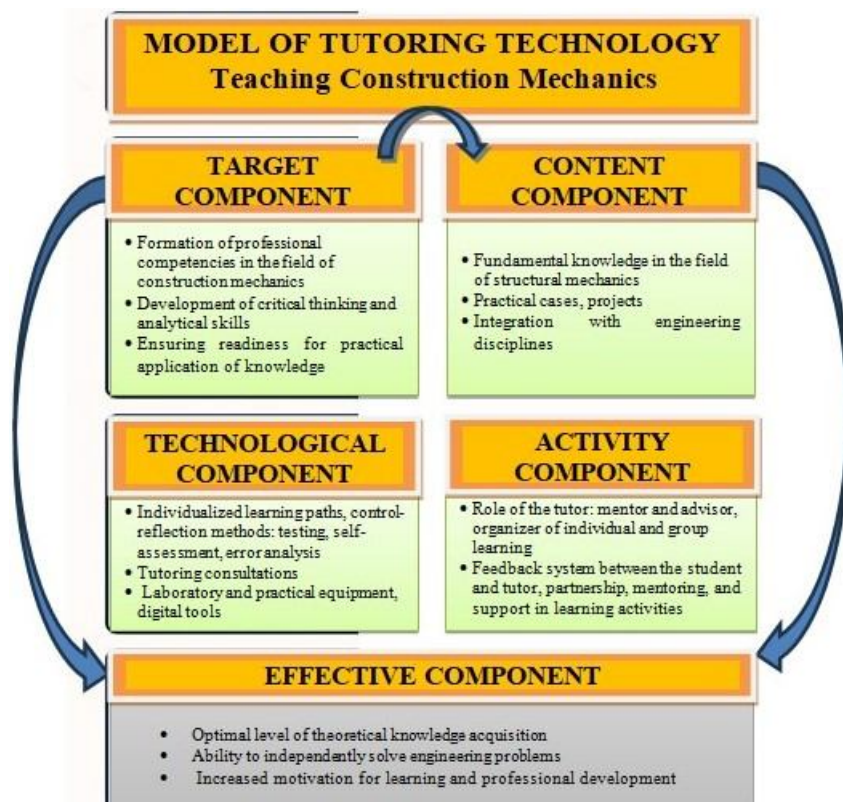 MODEL OF TUTORING TECHNOLOGY
Teaching Construction Mechanics
TARGET
COMPONENT
• Formation of professional
competencies in the field of
construction mechanics
• Development of critical thinking and
analytical skills
• Ensuring readiness for practical
application of knowledge
CONTENT
COMPONENT
• Fundamental knowledge in the field
of structural mechanics
• Practical cases, projects
• Integration with engineering
disciplines
TECHNOLOGICAL
COMPONENT
• Individualized learning paths, control-
reflection methods: testing, self-
assessment, error analysis
• Tutoring consultations
• Laboratory and practical equipment,
digital tools
ACTIVITY
COMPONENT
• Role of the tutor: mentor and advisor,
organizer of individual and group
learning
• Feedback system between the student
and tutor, partnership, mentoring, and
support in learning activities
EFFECTIVE COMPONENT
• Optimal level of theoretical knowledge acquisition
• Ability to independently solve engineering problems
• Increased motivation for learning and professional development